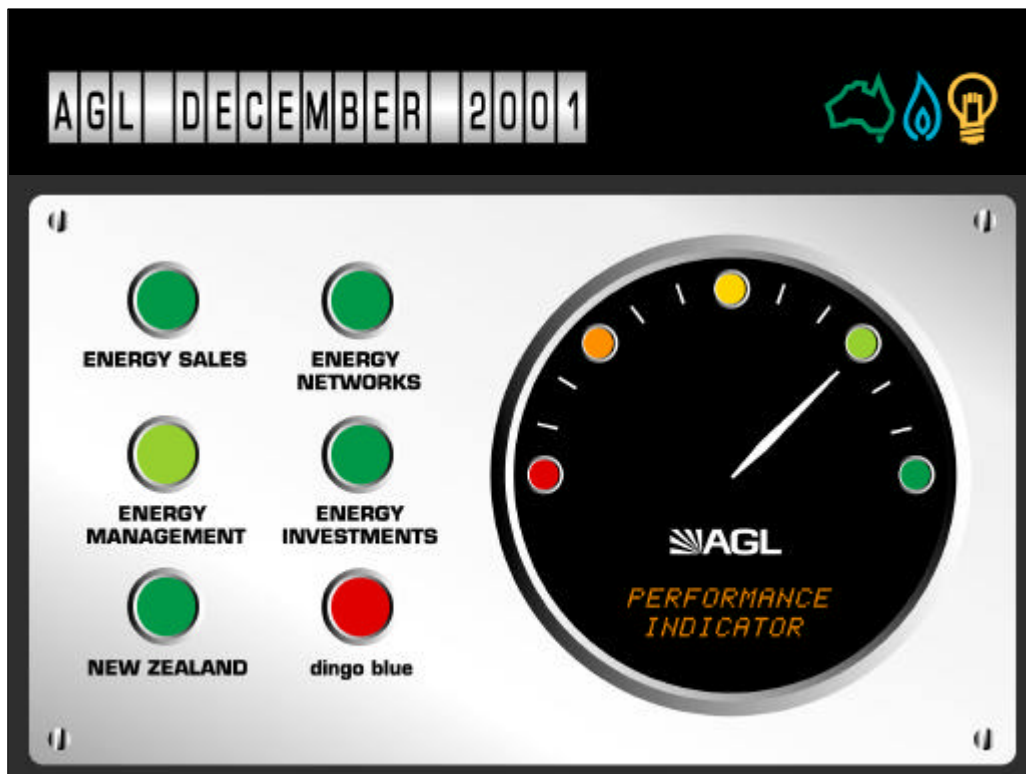 AGL DECEMBER 2001
ENERGY SALES
ENERGY
NETWORKS
ENERGY
MANAGEMENT
ENERGY
INVESTMENTS
NEW ZEALAND
dingo blue
AGL
PERFORMANCE
INDICATOR